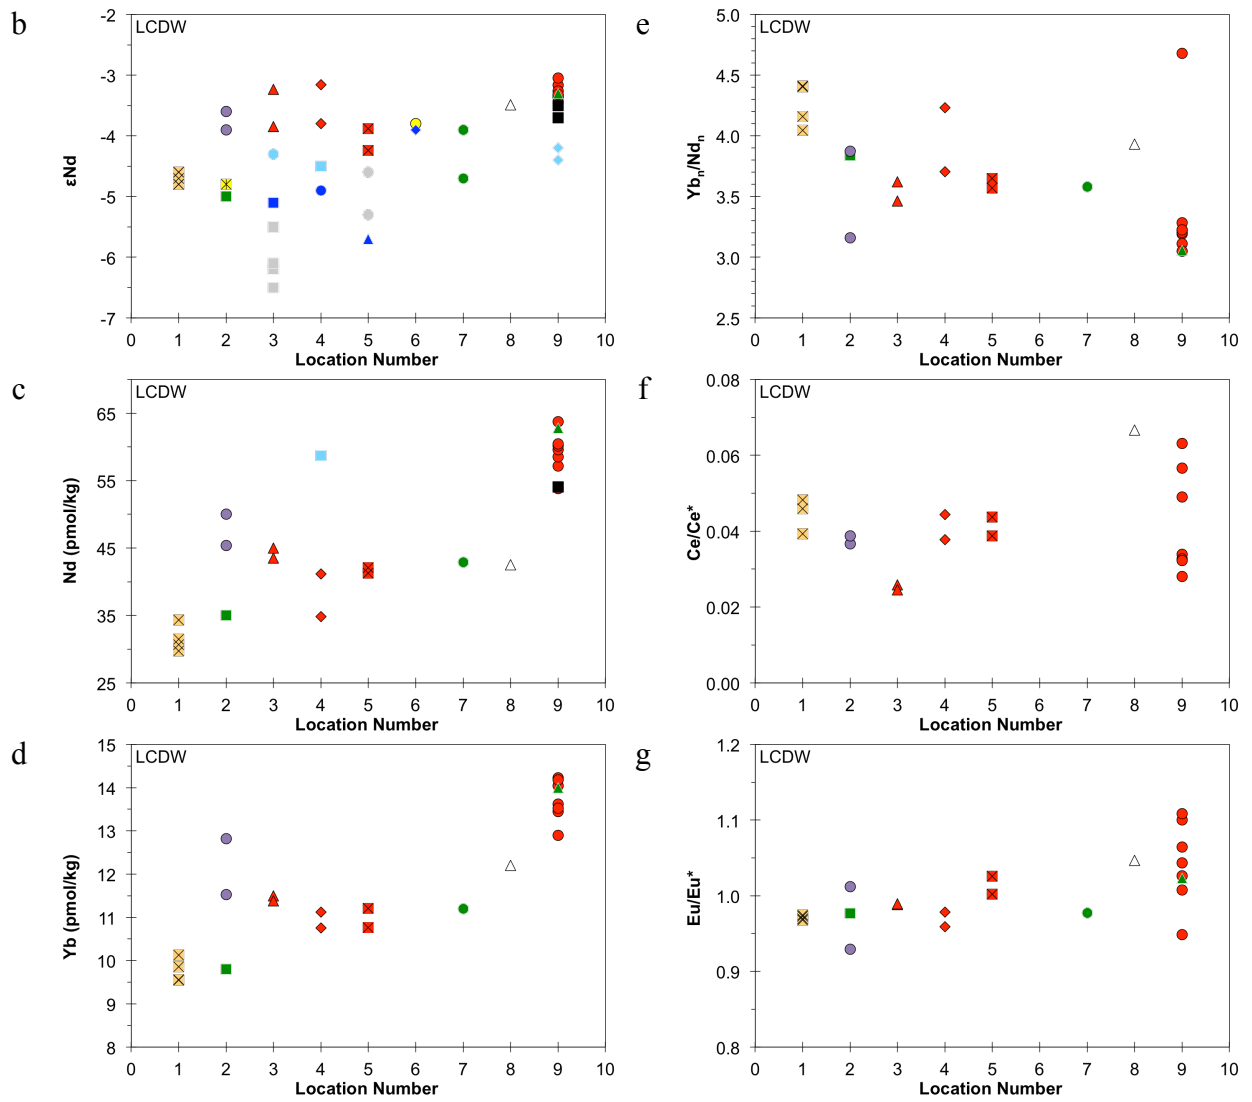 b
LCDW
-2
-3
-4
-5
-6
-7
εNd
0 1 2 3 4 5 6 7 8 9 10
Location Number
c
LCDW
65
55
45
35
25
Nd (pmol/kg)
0 1 2 3 4 5 6 7 8 9 10
Location Number
d
LCDW
15
14
13
12
11
10
9
8
Yb (pmol/kg)
0 1 2 3 4 5 6 7 8 9 10
Location Number
e
LCDW
5.0
4.5
4.0
3.5
3.0
2.5
Ybn/Ndn
0 1 2 3 4 5 6 7 8 9 10
Location Number
f
LCDW
0.08
0.06
0.04
0.02
0.00
Ce/Ce*
0 1 2 3 4 5 6 7 8 9 10
Location Number
g
LCDW
1.2
1.1
1.0
0.9
0.8
Eu/Eu*
0 1 2 3 4 5 6 7 8 9 10
Location Number